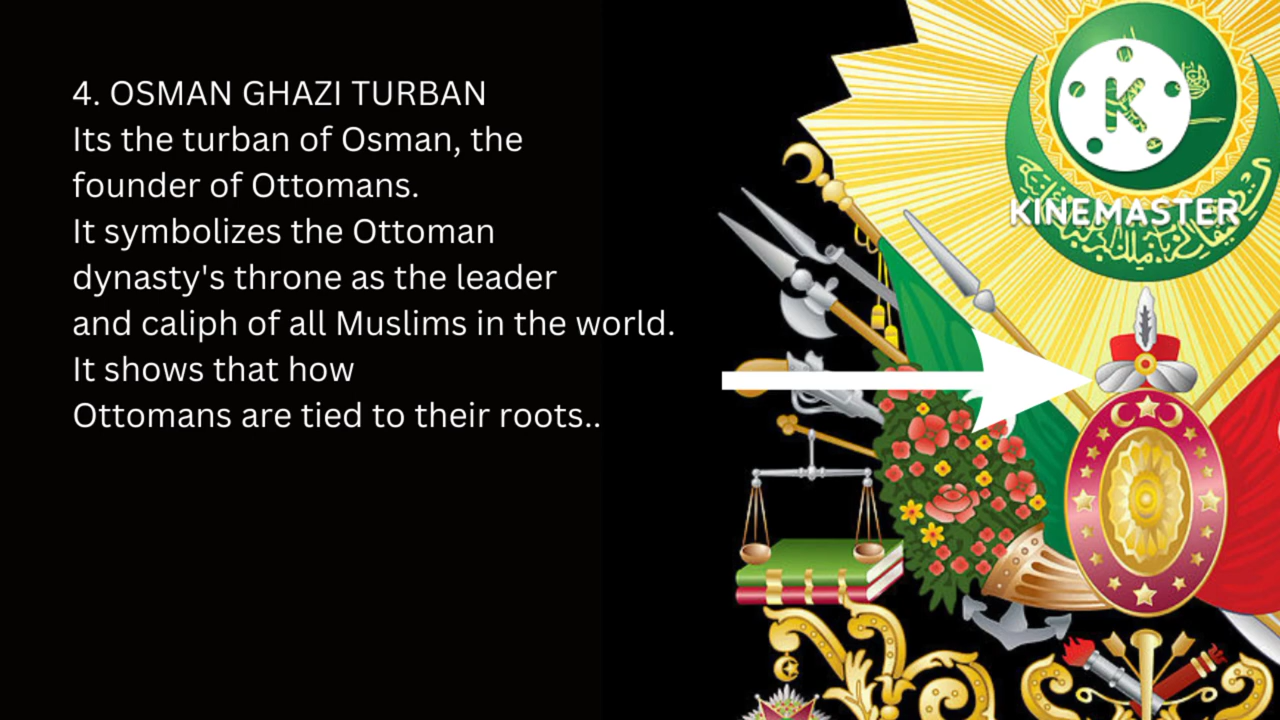 4. OSMAN GHAZI TURBAN
Its the turban of Osman, the
founder of Ottomans.
It symbolizes the Ottoman
dynasty's throne as the leader
and caliph of all Muslims in the world.
It shows that how
Ottomans are tied to their roots..
K
KINEMASTER